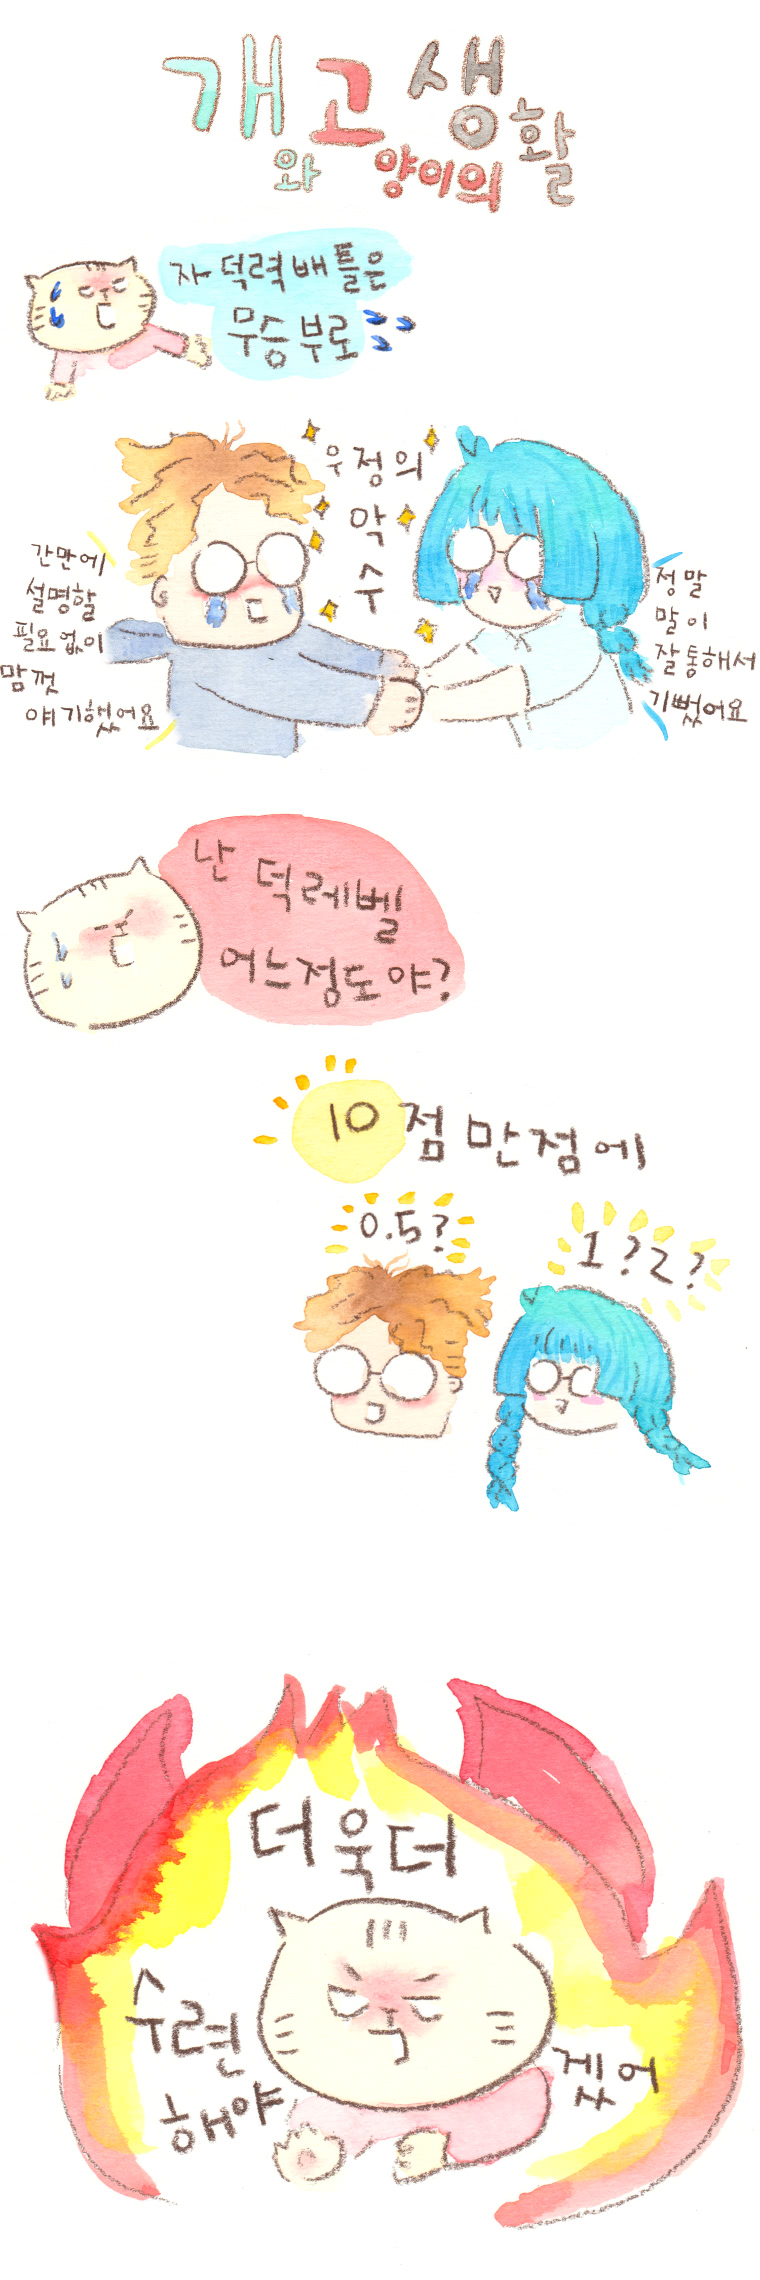 개와 고양이의 생활
자 덕력 배틀은
무승부로
우정의
악
수
간만에
설명할
필요없이
맘껏
얘기했어요
정말
말이
잘 통해서
기뻤어요
난 덕레벨
어느정도야?
10점 만점에
0.5?
1?2?
더욱더
수련
해야
겠어